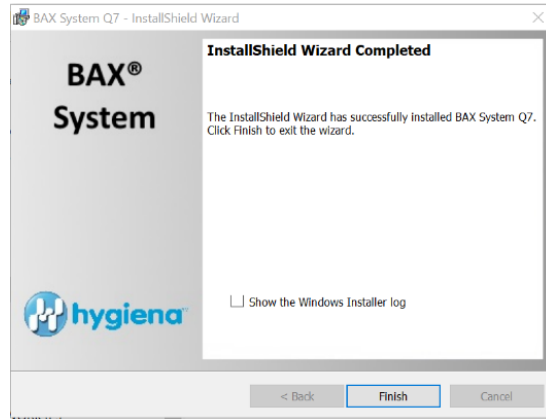 BAX System Q7 - InstallShield Wizard
BAX®
System
InstallShield Wizard Completed
The InstallShield Wizard has successfully installed BAX System Q7.
Click Finish to exit the wizard.
Show the Windows Installer log
hygiena™
< Back
Finish
Cancel